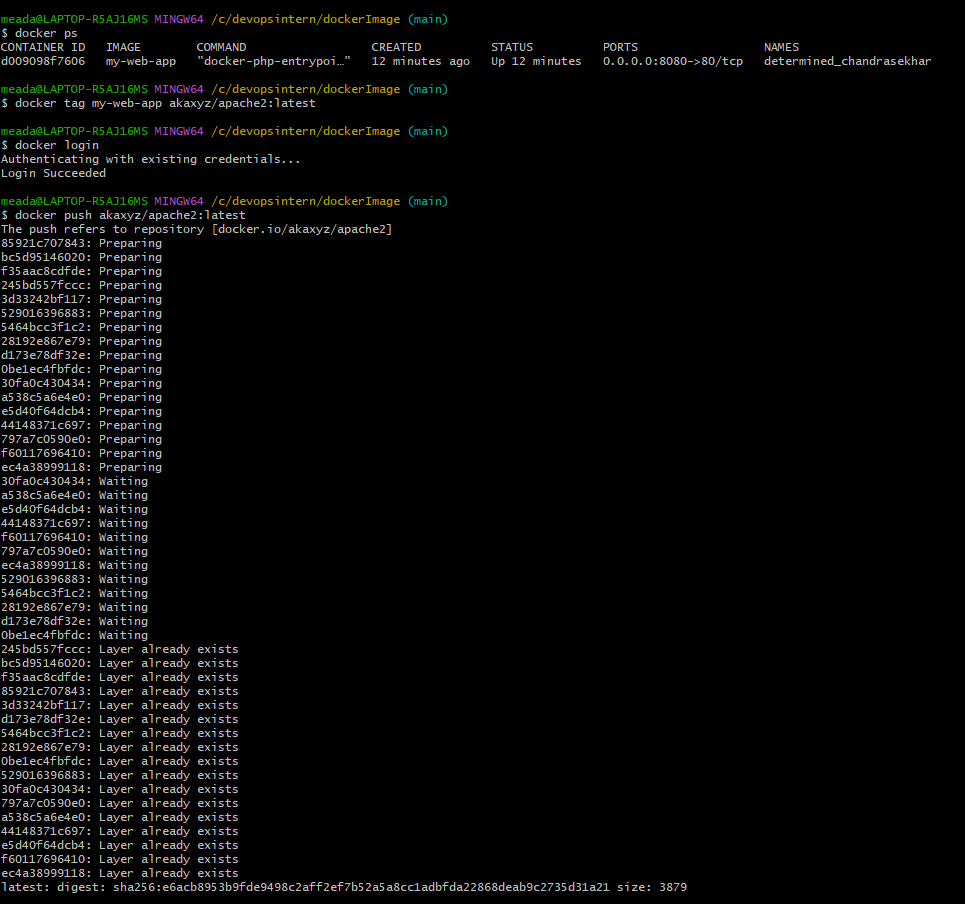 meada@LAPTOP-R5AJ16MS MINGW64 /c/devopsintern/dockerImage (main)
$ docker ps
CONTAINER ID   IMAGE        COMMAND                  CREATED          STATUS          PORTS                  NAMES
d009098f7606   my-web-app   "docker-php-entrypoi…"   12 minutes ago   Up 12 minutes   0.0.0.0:8080->80/tcp   determined_chandrasekhar
meada@LAPTOP-R5AJ16MS MINGW64 /c/devopsintern/dockerImage (main)
$ docker tag my-web-app akaxyz/apache2:latest
meada@LAPTOP-R5AJ16MS MINGW64 /c/devopsintern/dockerImage (main)
$ docker login
Authenticating with existing credentials...
Login Succeeded
meada@LAPTOP-R5AJ16MS MINGW64 /c/devopsintern/dockerImage (main)
$ docker push akaxyz/apache2:latest
The push refers to repository [docker.io/akaxyz/apache2]
85921c707843: Preparing
bc5d95146020: Preparing
f35aac8cdfde: Preparing
245bd557fccc: Preparing
3d33242bf117: Preparing
529016396883: Preparing
5464bcc3f1c2: Preparing
28192e867e79: Preparing
d173e78df32e: Preparing
0be1ec4fbfdc: Preparing
30fa0c430434: Preparing
a538c5a6e4e0: Preparing
e5d40f64dcb4: Preparing
44148371c697: Preparing
797a7c0590e0: Preparing
f60117696410: Preparing
ec4a38999118: Preparing
30fa0c430434: Waiting
a538c5a6e4e0: Waiting
e5d40f64dcb4: Waiting
44148371c697: Waiting
f60117696410: Waiting
797a7c0590e0: Waiting
ec4a38999118: Waiting
529016396883: Waiting
5464bcc3f1c2: Waiting
28192e867e79: Waiting
d173e78df32e: Waiting
0be1ec4fbfdc: Waiting
245bd557fccc: Layer already exists
bc5d95146020: Layer already exists
f35aac8cdfde: Layer already exists
85921c707843: Layer already exists
3d33242bf117: Layer already exists
d173e78df32e: Layer already exists
5464bcc3f1c2: Layer already exists
28192e867e79: Layer already exists
0be1ec4fbfdc: Layer already exists
529016396883: Layer already exists
30fa0c430434: Layer already exists
797a7c0590e0: Layer already exists
a538c5a6e4e0: Layer already exists
44148371c697: Layer already exists
e5d40f64dcb4: Layer already exists
f60117696410: Layer already exists
ec4a38999118: Layer already exists
latest: digest: sha256:e6acb8953b9fde9498c2aff2ef7b52a5a8cc1adbfda22868deab9c2735d31a21 size: 3879